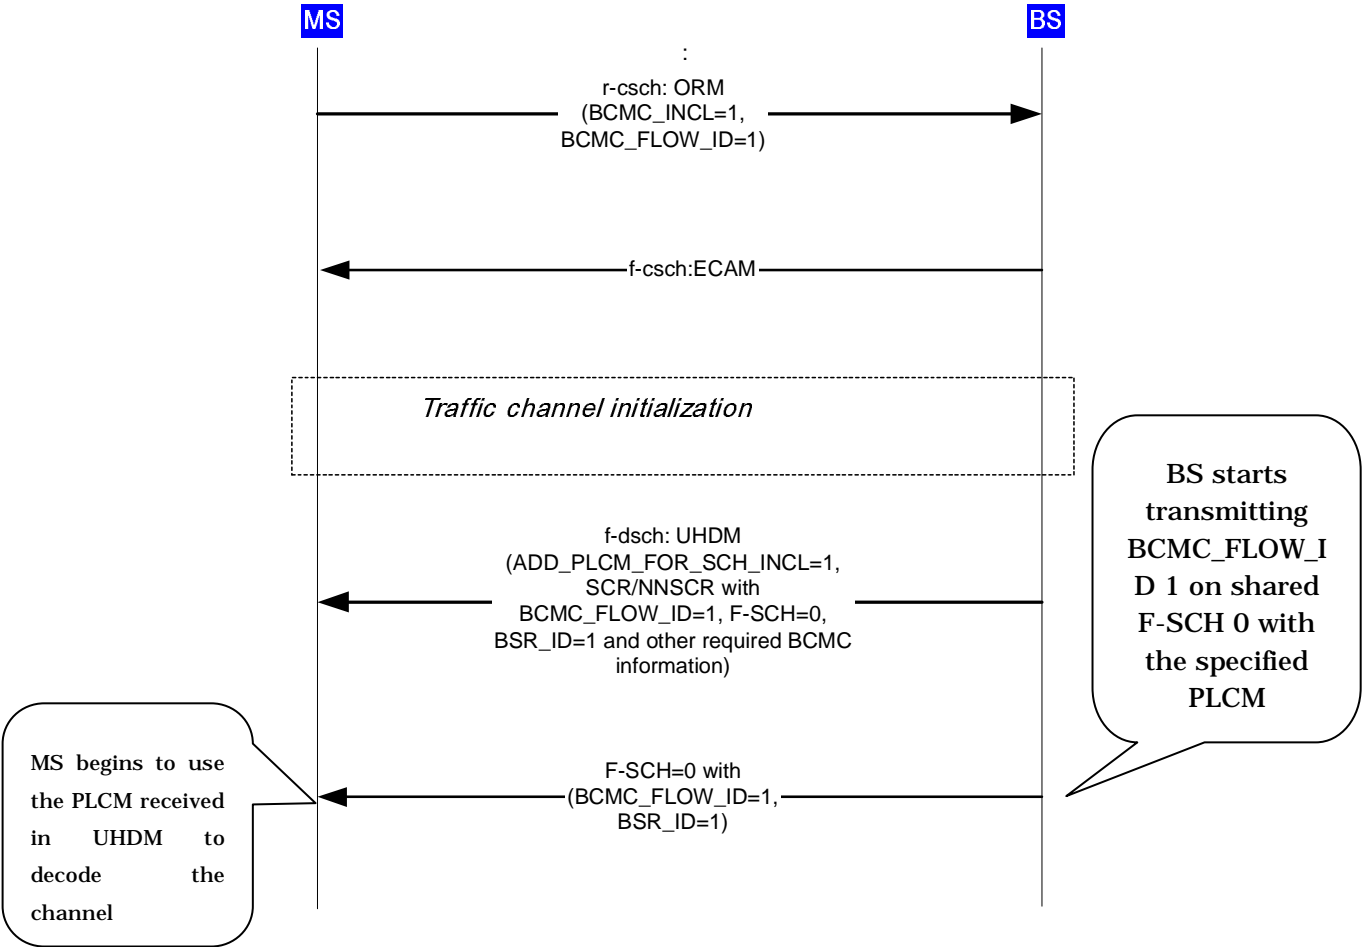 MS
BS
:
r-csch: ORM
(BCMC_INCL=1,
BCMC_FLOW_ID=1)
f-csch:ECAM
Traffic channel initialization
BS starts
transmitting
BCMC_FLOW_I
D 1 on shared
F-SCH 0 with
the specified
PLCM
f-dsch: UHDM
(ADD_PLCM_FOR_SCH_INCL=1,
SCR/NNSCR with
BCMC_FLOW_ID=1, F-SCH=0,
BSR_ID=1 and other required BCMC
information)
MS begins to use
the PLCM received
in UHDM to
decode the
channel
F-SCH=0 with
(BCMC_FLOW_ID=1,
BSR_ID=1)